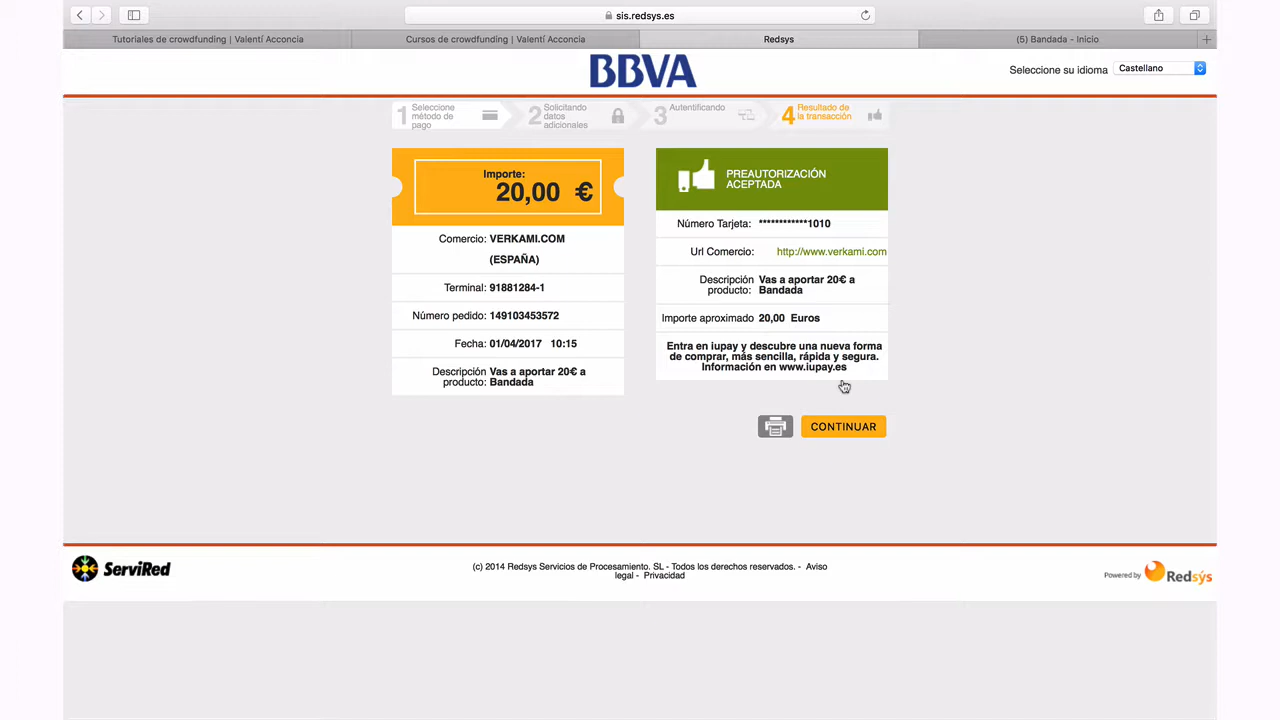 sis.redsys.es
Tutoriales de crowdfunding | Valentí Acconcia
Cursos de crowdfunding | Valentí Acconcia
Redsys
(5) Bandada - Inicio
BBVA
Seleccione su idioma
Castellano
1 Seleccione
método de
pago
2 Solicitando
datos
adicionales
3 Autentificando
4 Resultado de
la transacción
Importe:
20,00 €
Comercio: VERKAMI.COM
(ESPAÑA)
Terminal: 91881284-1
Número pedido: 149103453572
Fecha: 01/04/2017 10:15
Descripción Vas a aportar 20€ a
producto: Bandada
PREAUTORIZACIÓN
ACEPTADA
Número Tarjeta: ************1010
Url Comercio: http://www.verkami.com
Descripción Vas a aportar 20€ a
producto: Bandada
Importe aproximado 20,00 Euros
Entra en iupay y descubre una nueva forma
de comprar, más sencilla, rápida y segura.
Información en www.iupay.es
CONTINUAR
ServiRed
(c) 2014 Redsys Servicios de Procesamiento. SL - Todos los derechos reservados. - Aviso
legal - Privacidad
Powered by Redsýs